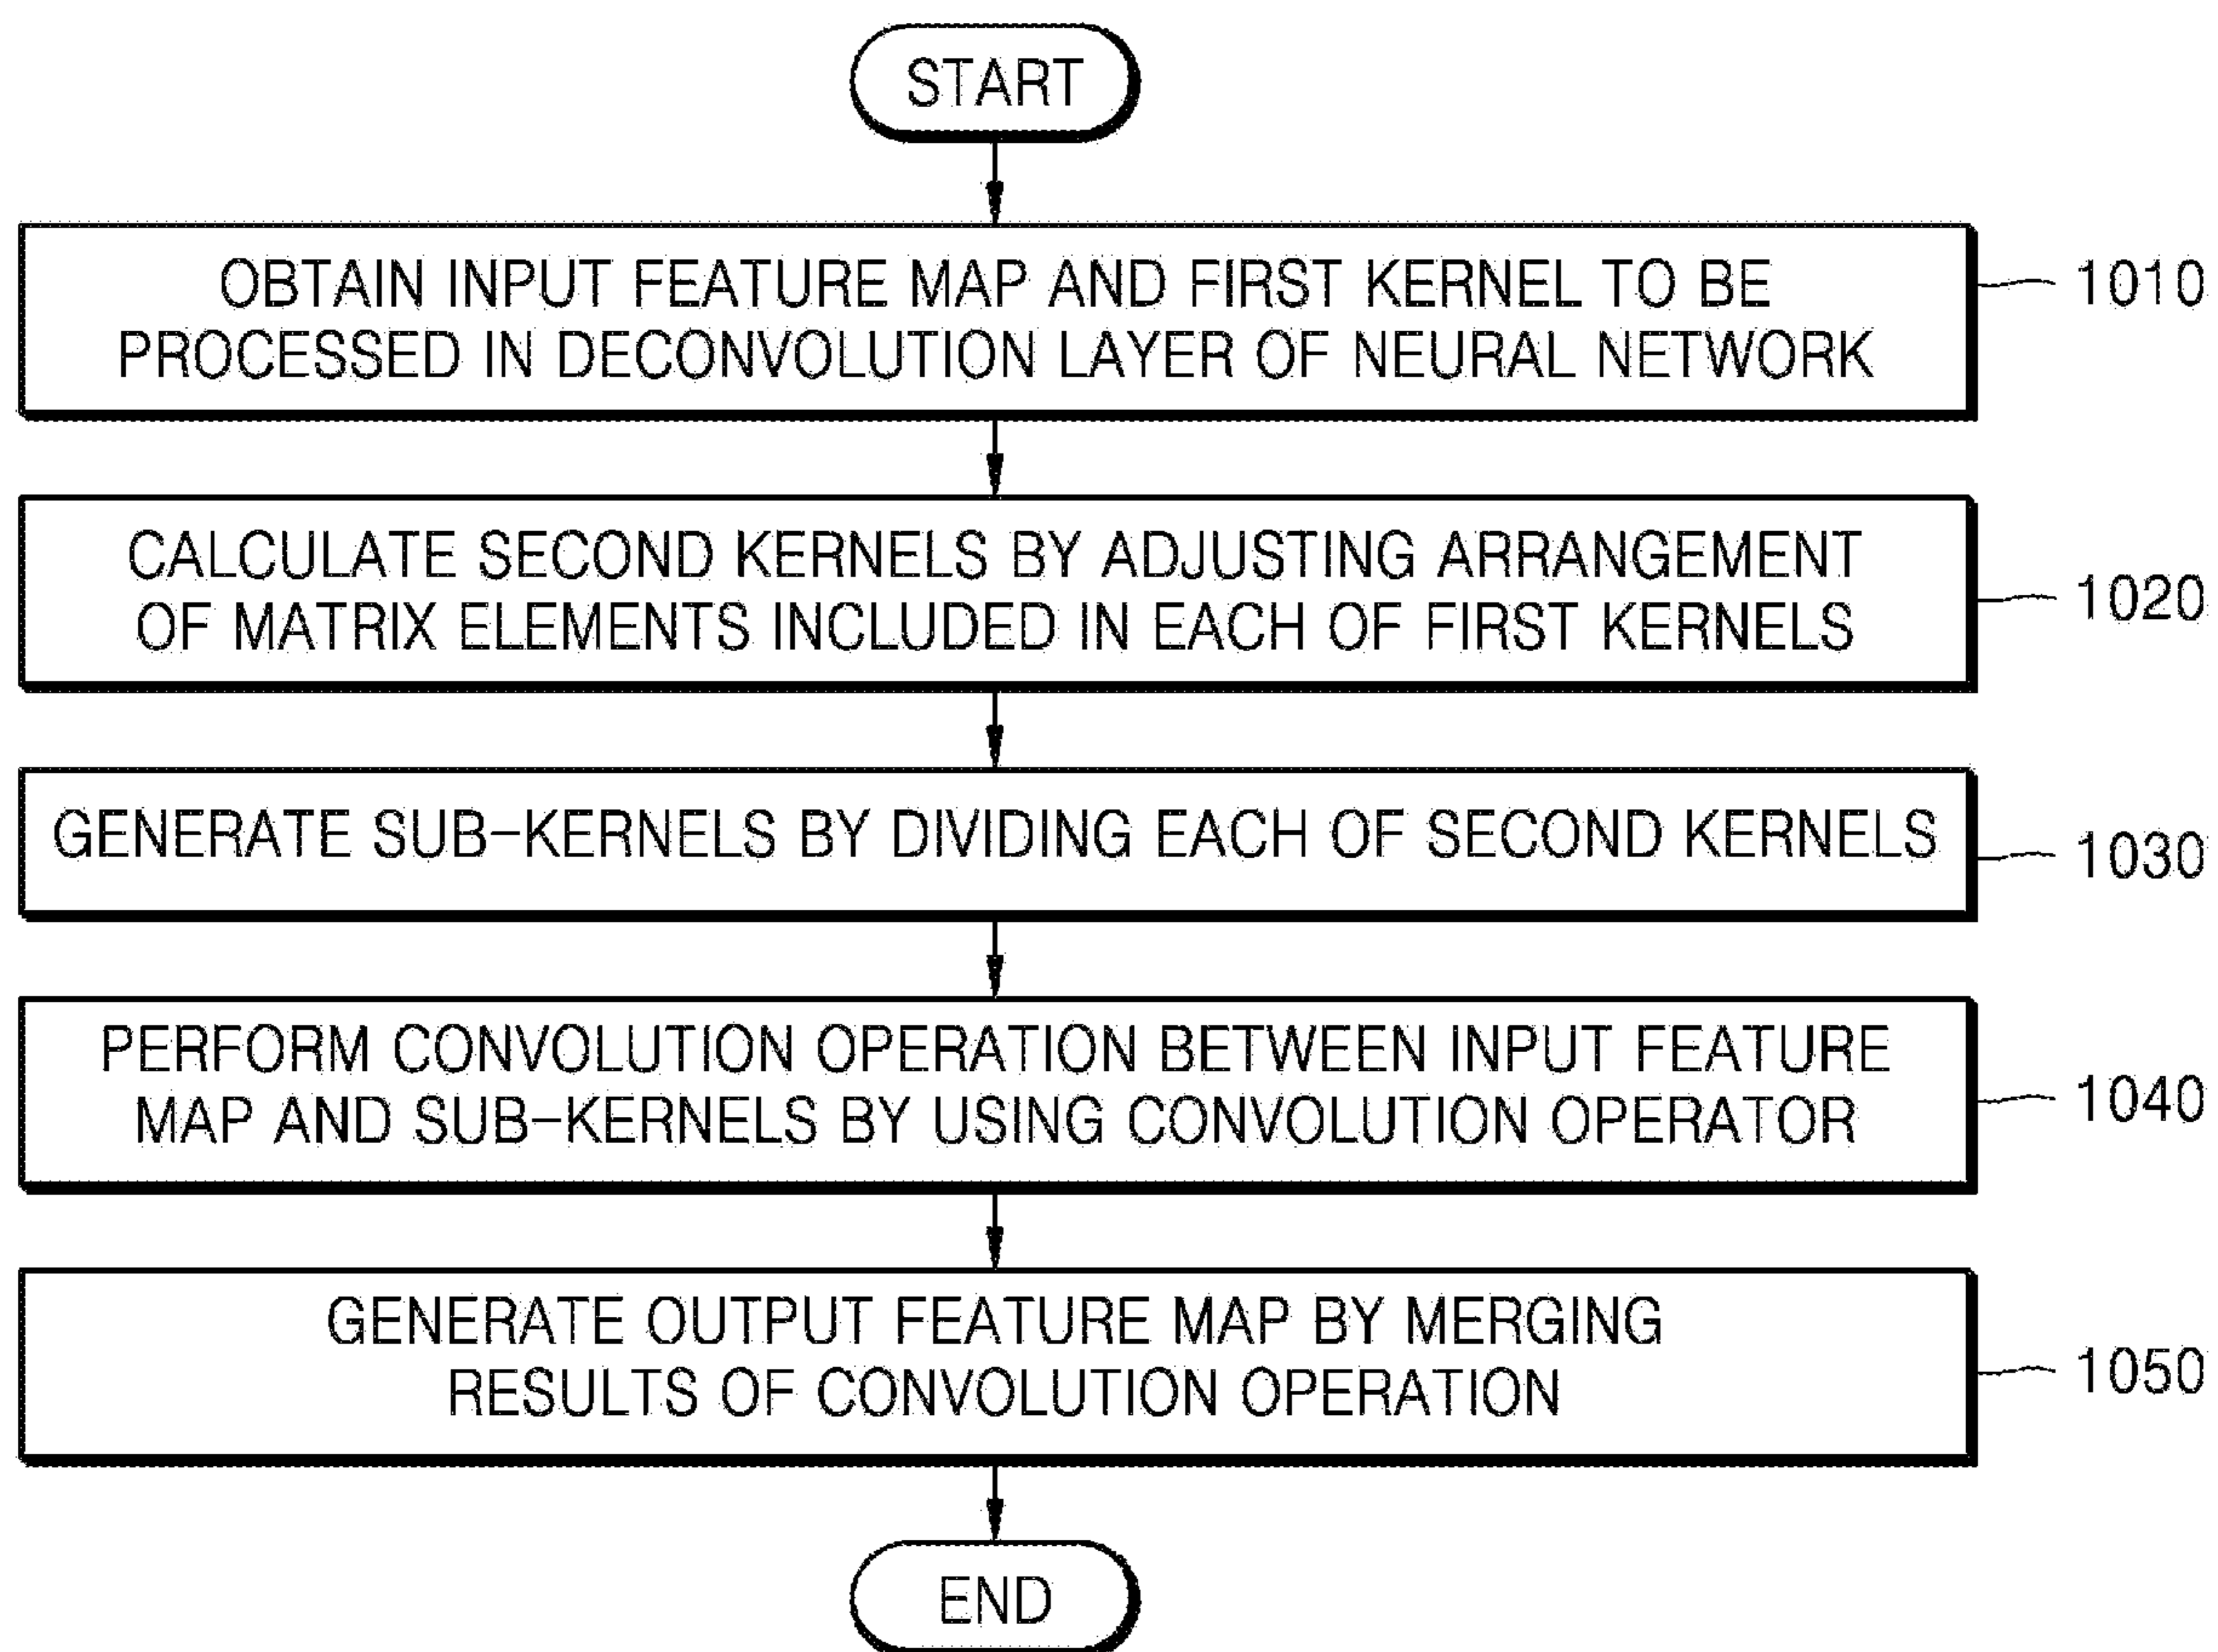 START
OBTAIN INPUT FEATURE MAP AND FIRST KERNEL TO BE
PROCESSED IN DECONVOLUTION LAYER OF NEURAL NETWORK
1010
CALCULATE SECOND KERNELS BY ADJUSTING ARRANGEMENT
OF MATRIX ELEMENTS INCLUDED IN EACH OF FIRST KERNELS
1020
GENERATE SUB-KERNELS BY DIVIDING EACH OF SECOND KERNELS
1030
PERFORM CONVOLUTION OPERATION BETWEEN INPUT FEATURE
MAP AND SUB-KERNELS BY USING CONVOLUTION OPERATOR
1040
GENERATE OUTPUT FEATURE MAP BY MERGING
RESULTS OF CONVOLUTION OPERATION
1050
END